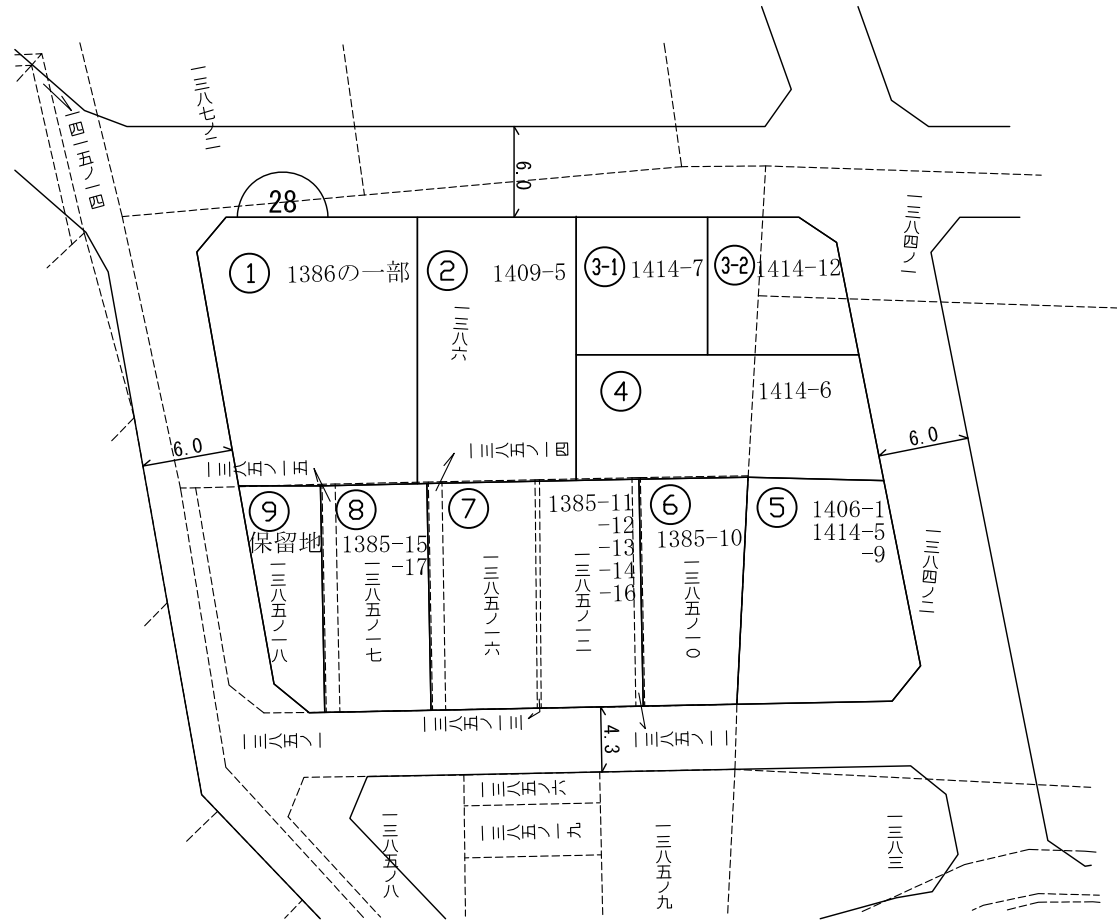 一三八七ノ二
一四一五ノ一四
6.0
28
一三八四ノ一
① 1386の一部
② 1409-5
一三八六
3-1 1414-7
3-2 1414-12
④ 1414-6
6.0
6.0
一三八五ノ一五
一三八五ノ一四
⑨
保留地
一三八五ノ一八
⑧
1385-15
-17
一三八五ノ一七
⑦
一三八五ノ一六
1385-11
-12
-13
-14
-16
一三八五ノ一二
⑥
1385-10
一三八五ノ一〇
⑤
1406-1
1414-5
-9
一三八四ノ二
一三八五ノ一
一三八五ノ一三
4.3
一三八五ノ一一
一三八五ノ六
一三八五ノ一九
一三八五ノ八
一三八五ノ九
一三八三